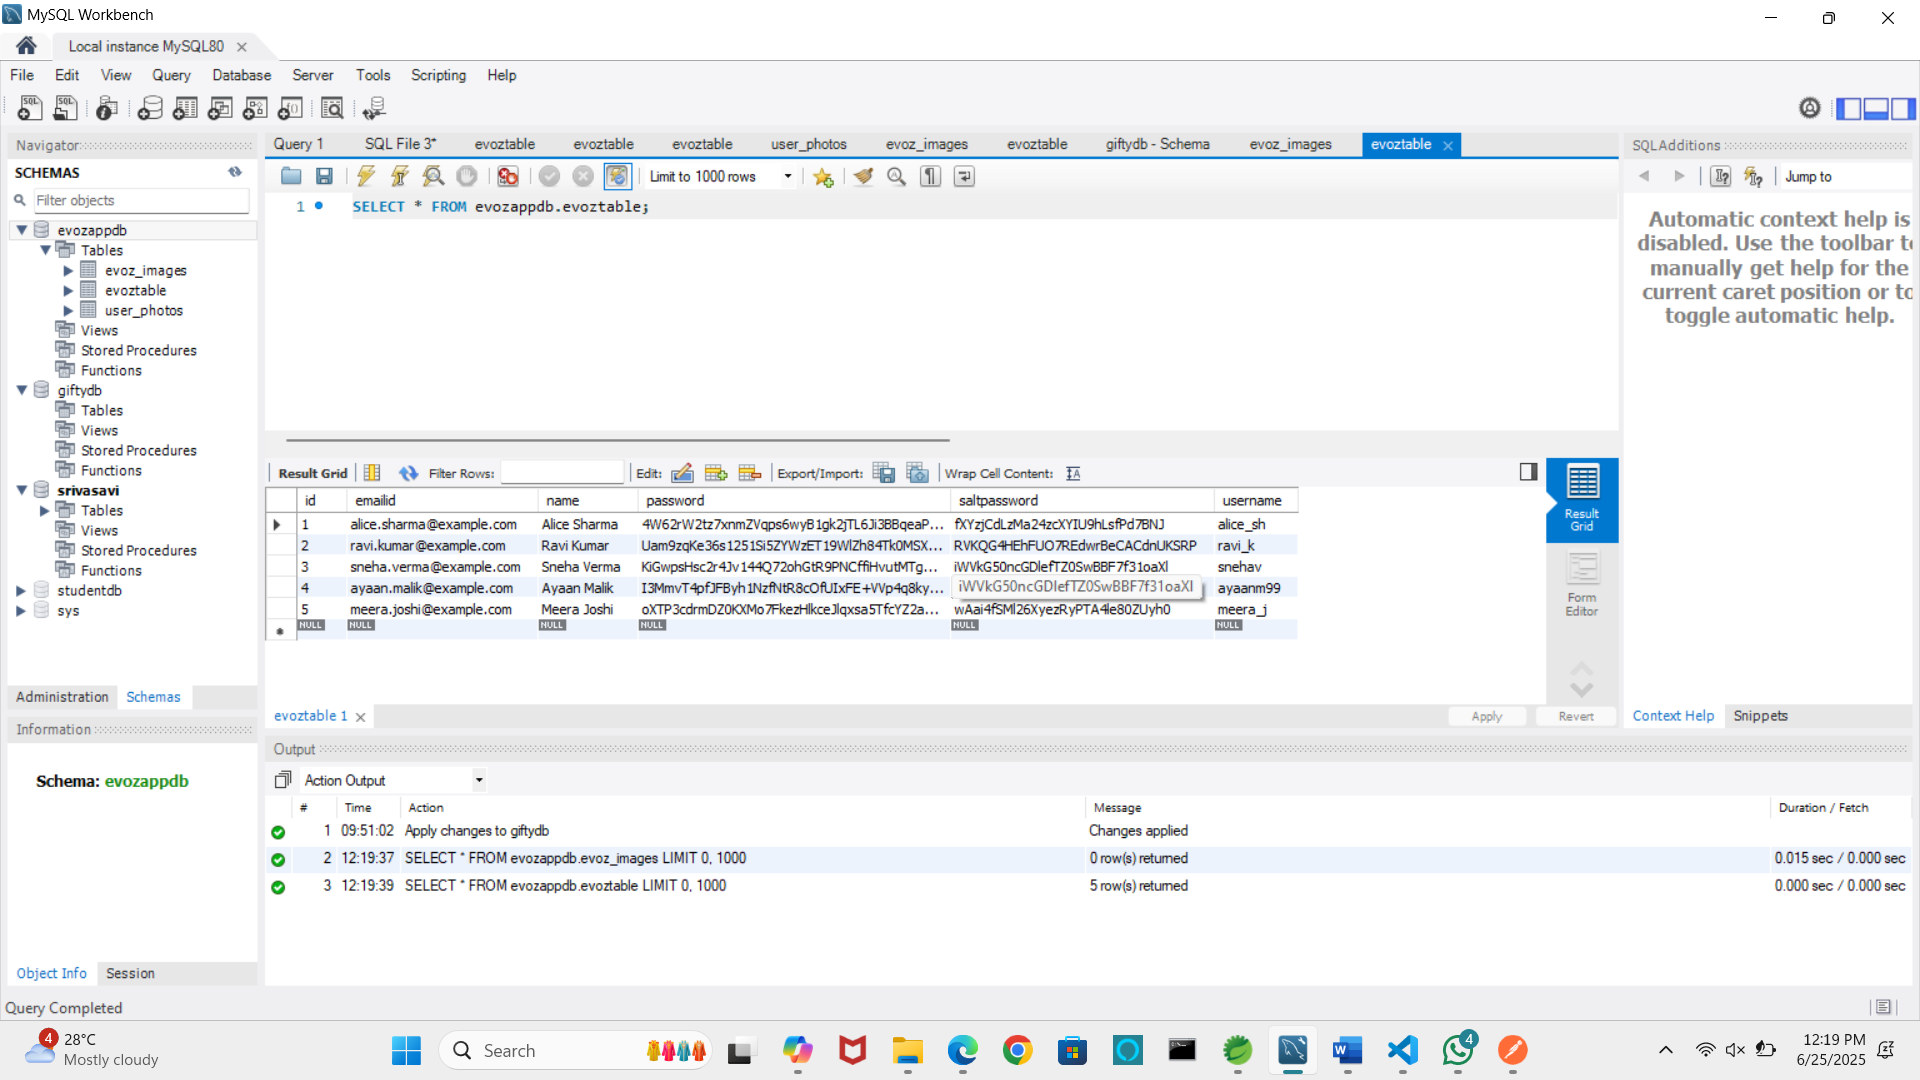 MySQL Workbench
Local instance MySQL80
File Edit View Query Database Server Tools Scripting Help
Navigator
SCHEMAS
Filter objects
evozappdb
Tables
evoz_images
evoztable
user_photos
Views
Stored Procedures
Functions
giftydb
Tables
Views
Stored Procedures
Functions
srivasavi
Tables
Views
Stored Procedures
Functions
studentdb
sys
Administration Schemas
Information
Schema: evozappdb
Object Info Session
Query 1 SQL File 3* evoztable evoztable evoztable user_photos evoz_images evoztable giftydb - Schema evoz_images evoztable
Limit to 1000 rows
1 SELECT * FROM evozappdb.evoztable;
Result Grid Filter Rows: Edit: Export/Import: Wrap Cell Content:
id emailid name password saltpassword username
1 alice.sharma@example.com Alice Sharma 4W62rW2tz7xnmZVqps6wyB1gk2jTL6Ji3BBqeaP... fXYzjCdLzMa24zcXYIU9hLsfPd7BNJ alice_sh
2 ravi.kumar@example.com Ravi Kumar Uam9zqKe36s1251Si5ZYWzET19WlZh84Tk0MSX... RVKQG4HEhFUO7REdwrBeCACdnUKSRP ravi_k
3 sneha.verma@example.com Sneha Verma KiGwpsHsc2r4Jv144Q72ohGtR9PNCffiHvutMTg... iWVkG50ncGDlefTZ0SwBBF7f31oaXl snehav
4 ayaan.malik@example.com Ayaan Malik I3MmvT4pfJFByh1NzfNtR8cOfUIxFE+VVp4q8ky... iWVkG50ncGDlefTZ0SwBBF7f31oaXl ayaanm99
5 meera.joshi@example.com Meera Joshi oXTP3cdrmDZ0KXMo7FkezHlkceJlqxsa5TfcYZ2a... wAai4fSMl26XyezRyPTA4le80ZUyh0 meera_j
NULL NULL NULL NULL NULL NULL
Result
Grid
Form
Editor
evoztable 1
Apply Revert
SQLAdditions
Jump to
Automatic context help is
disabled. Use the toolbar to
manually get help for the
current caret position or to
toggle automatic help.
Context Help Snippets
Output
Action Output
# Time Action Message Duration / Fetch
1 09:51:02 Apply changes to giftydb Changes applied
2 12:19:37 SELECT * FROM evozappdb.evoz_images LIMIT 0, 1000 0 row(s) returned 0.015 sec / 0.000 sec
3 12:19:39 SELECT * FROM evozappdb.evoztable LIMIT 0, 1000 5 row(s) returned 0.000 sec / 0.000 sec
Query Completed
4
28°C
Mostly cloudy
Search
4
12:19 PM
6/25/2025